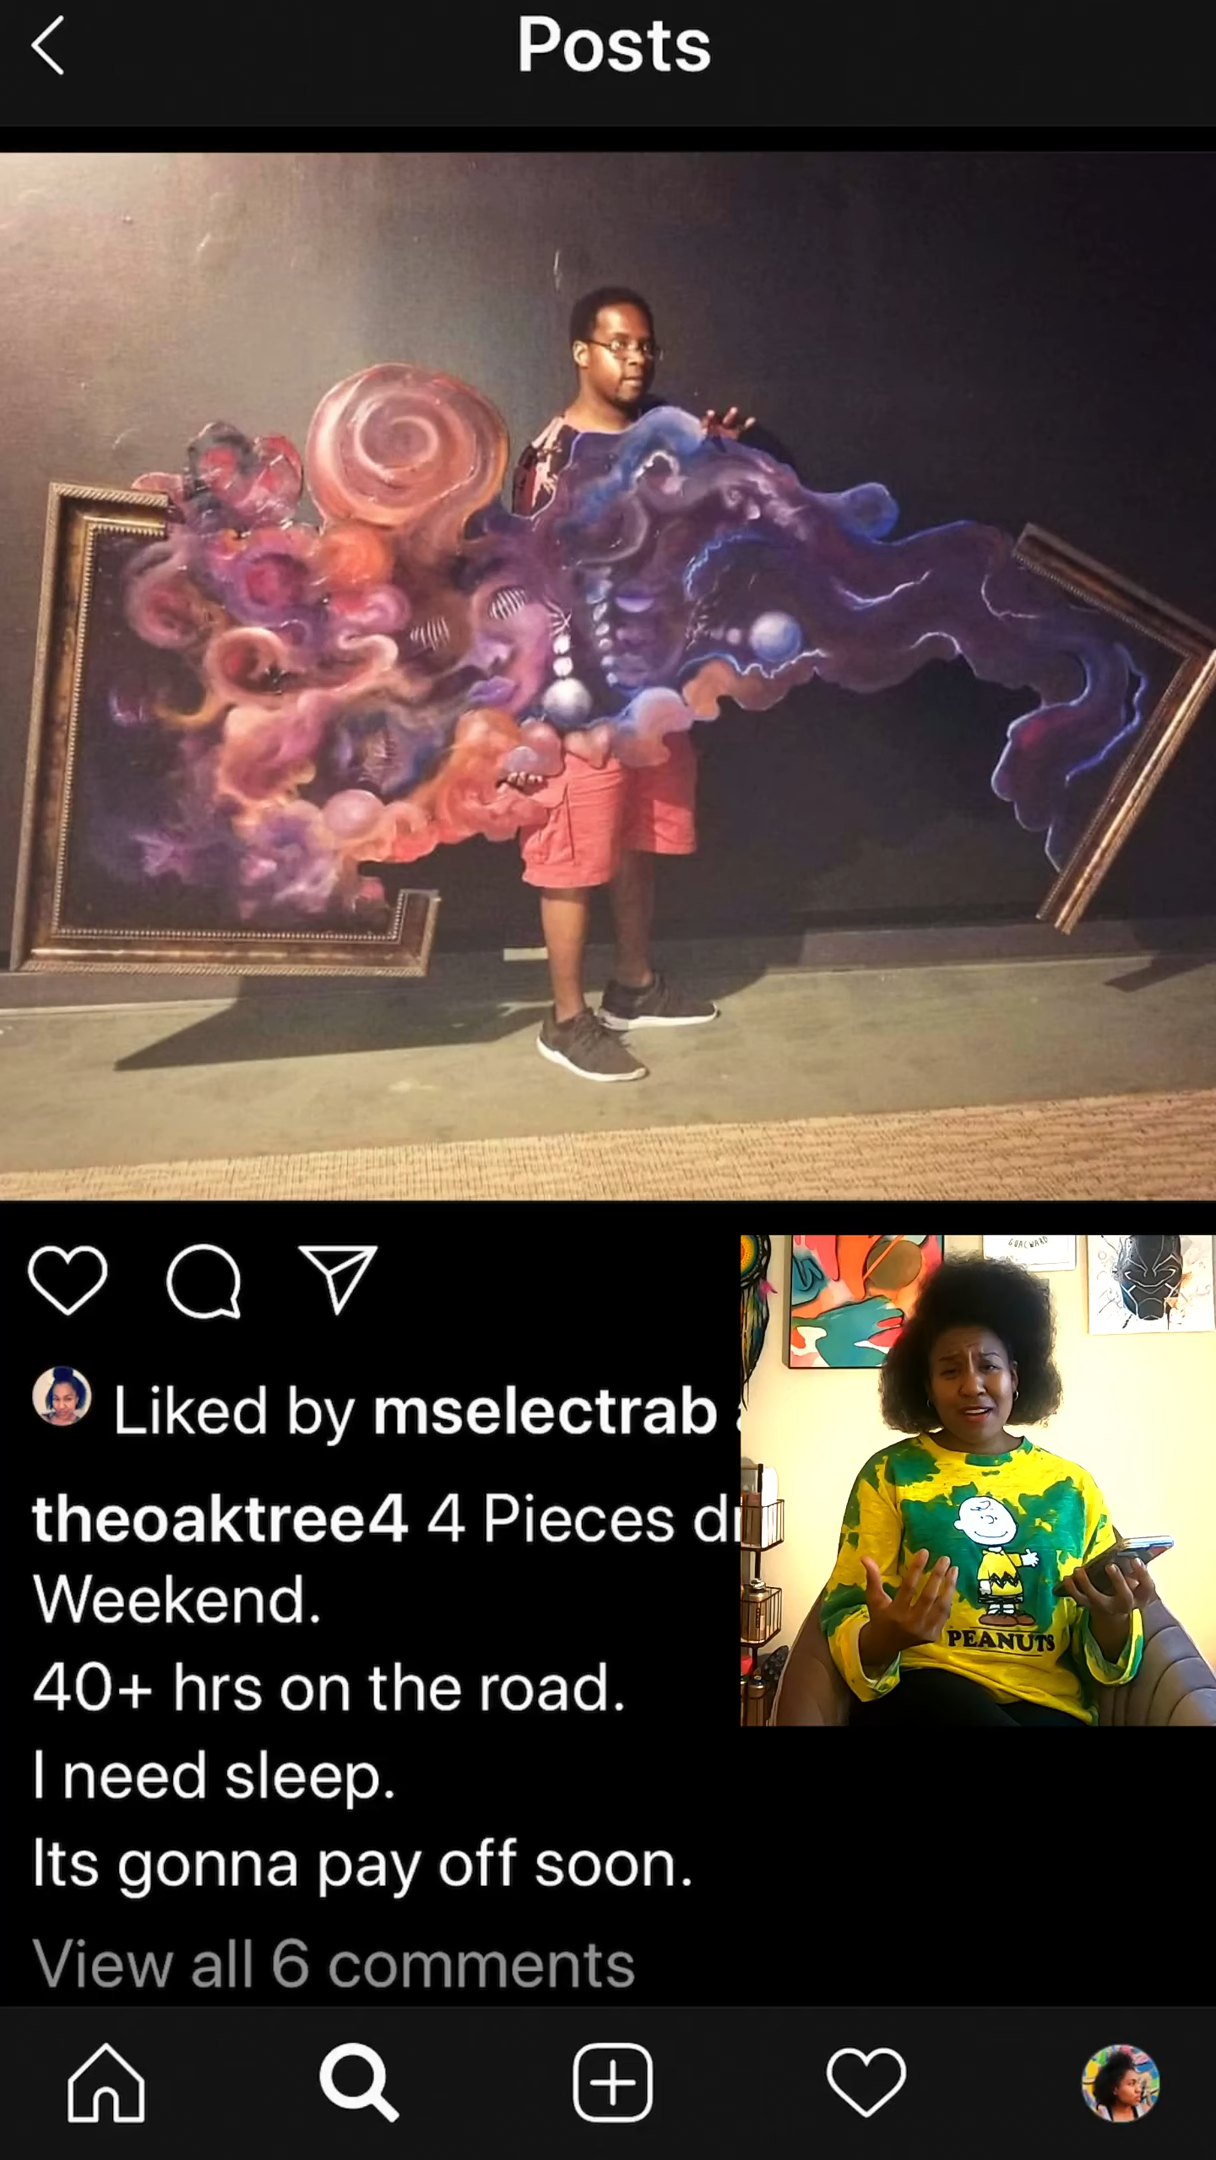 Posts
Liked by mselectrab
theoaktree4 4 Pieces
Weekend.
40+ hrs on the road.
I need sleep.
Its gonna pay off soon.
View all 6 comments
PEANUTS